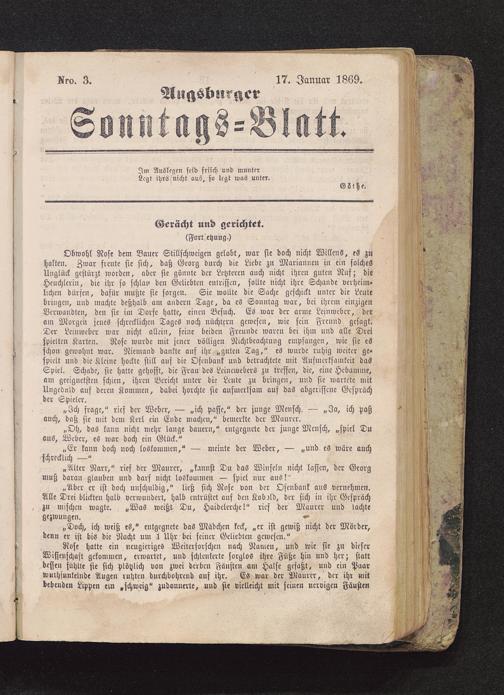 Nro. 3.
17. Januar 1869.
Augsburger
Sonntags=Blatt.
Im Auslegen seid frisch und munter
Legt ihrs nicht aus, so legt was unter.
Göthe.
Gerächt und gerichtet.
(Fortsetzung.)
Obwohl Rose dem Bauer Stillschweigen gelobt, war sie doch nicht Willens, es zu
halten. Zwar freute sie sich, daß Georg durch die Liebe zu Mariannen in ein solches
Unglück gestürzt worden, aber sie gönnte der Letzteren auch nicht ihren guten Ruf; die
Heuchlerin, die ihr so schlau den Geliebten entrissen, sollte nicht ihre Schande verheim-
lichen dürfen, dafür mußte sie sorgen. Sie wollte die Sache geschickt unter die Leute
bringen, und machte deßhalb am andern Tage, da es Sonntag war, bei ihrem einzigen
Verwandten, den sie im Dorfe hatte, einen Besuch. Es war der arme Leinweber, der
am Morgen jenes schrecklichen Tages noch nüchtern gewesen, wie sein Freund gesagt.
Der Leinweber war nicht allein, seine beiden Freunde waren bei ihm und alle Drei
spielten Karten. Rose wurde mit jener völligen Nichtbeachtung empfangen, wie sie es
schon gewohnt war. Niemand dankte auf ihr „guten Tag,“ es wurde ruhig weiter ge-
spielt und die Kleine hockte still auf die Ofenbank und betrachtete mit Aufmerksamkeit das
Spiel. Schade, sie hatte gehofft, die Frau des Leinewebers zu treffen, die, eine Hebamme,
am geeignetsten schien, ihren Bericht unter die Leute zu bringen, und sie wartete mit
Ungeduld auf deren Kommen, dabei horchte sie aufmerksam auf das abgerissene Gespräch
der Spieler.
„Ich frage,“ rief der Weber, — „ich passe,“ der junge Mensch. — „Ja, ich paß
auch, daß sie mit dem Kerl ein Ende machen,“ bemerkte der Maurer.
„Oh, das kann nicht mehr lange dauern,“ entgegnete der junge Mensch, „spiel Du
aus, Weber, es war doch ein Glück.“
„Er kann doch noch loskommen,“ — meinte der Weber, — „und es wäre auch
schrecklich —“
„Alter Narr,“ rief der Maurer, „kannst Du das Winseln nicht lassen, der Georg
muß daran glauben und darf nicht loskommen — spiel nur aus!“
„Aber er ist doch unschuldig,“ ließ sich Rose von der Ofenbank aus vernehmen.
Alle Drei blickten halb verwundert, halb entrüstet auf den Kobold, der sich in ihr Gespräch
zu mischen wagte. „Was weißt Du, Haidelerche!“ rief der Maurer und lachte
gezwungen.
„Doch, ich weiß es,“ entgegnete das Mädchen keck, „er ist gewiß nicht der Mörder,
denn er ist bis die Nacht um 1 Uhr bei seiner Geliebten gewesen.“
Rose hatte ein neugieriges Weiterforschen nach Namen, und wie sie zu dieser
Wissenschaft gekommen, erwartet, und schlenkerte sorglos ihre Füße hin und her; statt
dessen fühlte sie sich plötzlich von zwei derben Fäusten am Halse gefaßt, und ein Paar
wuthfunkelnde Augen ruhten durchbohrend auf ihr. Es war der Maurer, der ihr mit
bebenden Lippen ein „schweig“ zudonnerte, und sie vielleicht mit seinen nervigen Fäusten